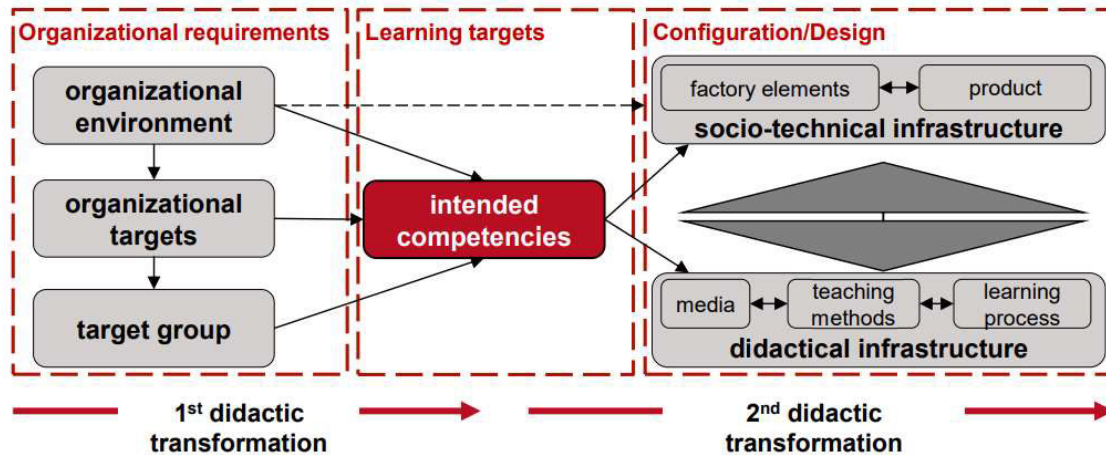 Organizational requirements
organizational
environment
organizational
targets
target group
Learning targets
intended
competencies
Configuration/Design
factory elements
product
socio-technical infrastructure
media
teaching
methods
learning
process
didactical infrastructure
1st didactic
transformation
2nd didactic
transformation